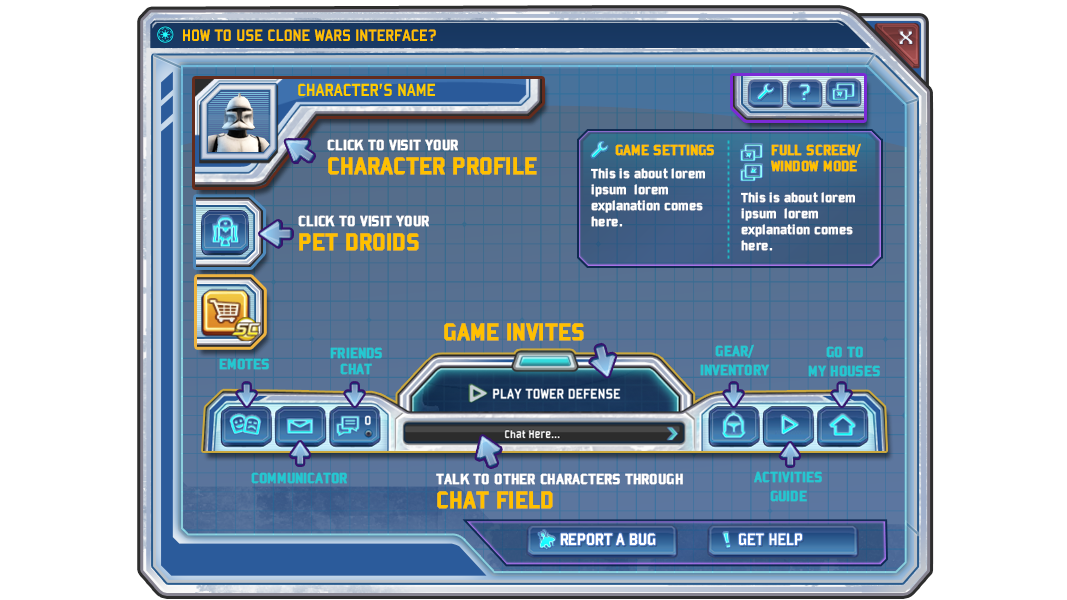 HOW TO USE CLONE WARS INTERFACE?
CHARACTER'S NAME
CLICK TO VISIT YOUR
CHARACTER PROFILE
?
GAME SETTINGS
This is about lorem
ipsum lorem
explanation comes
here.
FULL SCREEN/
WINDOW MODE
This is about lorem
ipsum lorem
explanation comes
here.
CLICK TO VISIT YOUR
PET DROIDS
SC
GAME INVITES
EMOTES
FRIENDS
CHAT
GEAR/
INVENTORY
GO TO
MY HOUSES
PLAY TOWER DEFENSE
0
Chat Here...
COMMUNICATOR
TALK TO OTHER CHARACTERS THROUGH
CHAT FIELD
ACTIVITIES
GUIDE
REPORT A BUG
! GET HELP